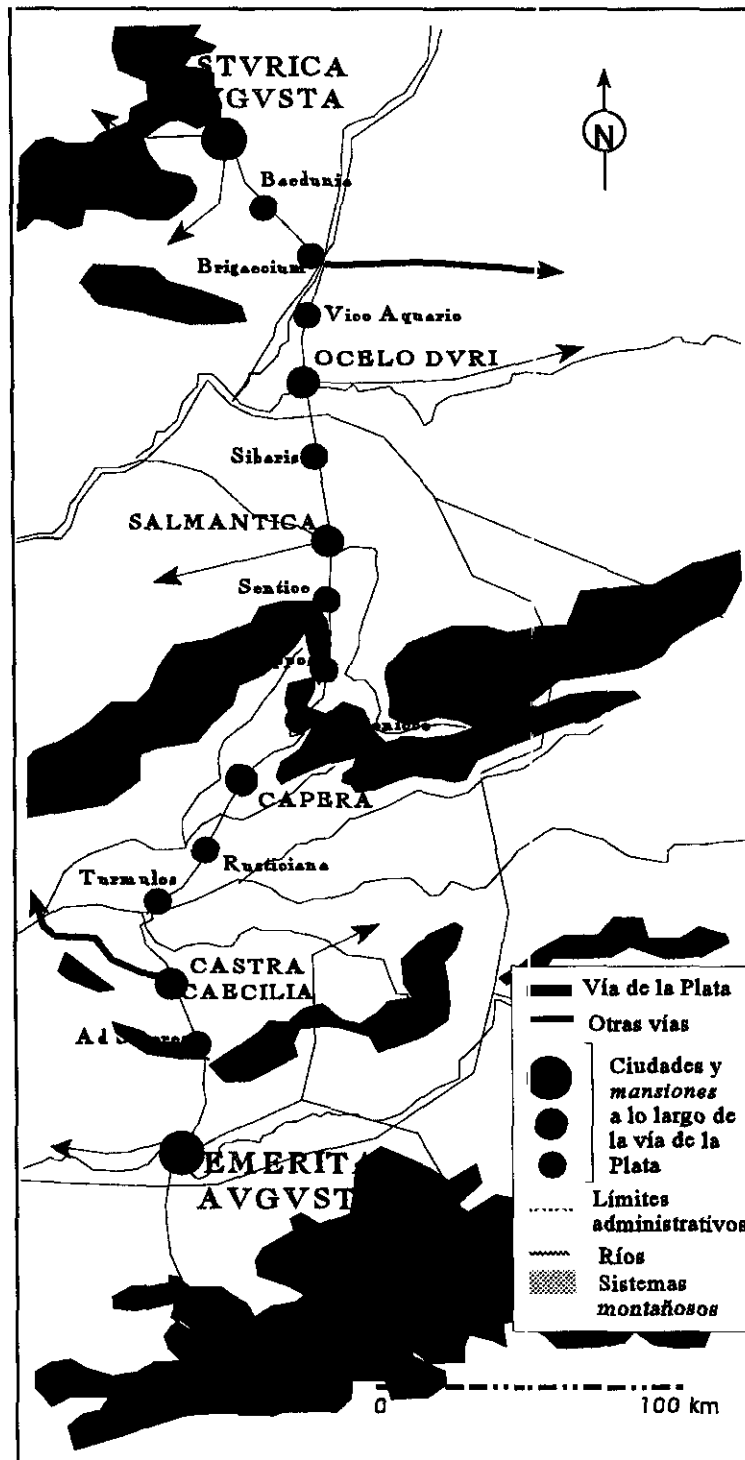 STVRICA
VGVSTA
N
Baedunia
Brigaecium
Vico Aquario
OCELO DVRI
Sibaris
SALMANTICA
Sentice
CAPERA
Rusticiana
Turmulos
CASTRA
CAECILIA
Ad S
EMERITA
AVGVST
Vía de la Plata
Otras vías
Ciudades y
mansiones
a lo largo de
la vía de la
Plata
Límites
administrativos
Ríos
Sistemas
montañosos
0 100 km